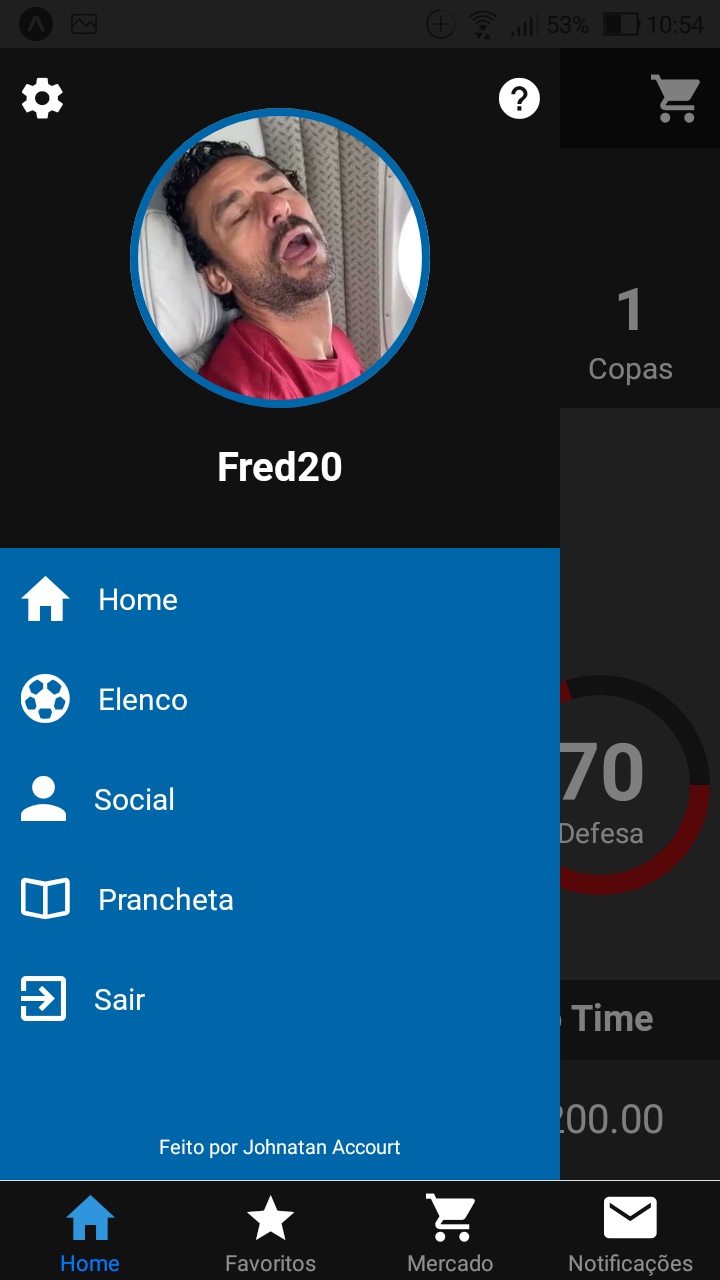 53% 10:54
1
Copas
Fred20
Home
Elenco
Social
70
Defesa
Prancheta
Sair
Time
200.00
Feito por Johnatan Accourt
Home Favoritos Mercado Notificações